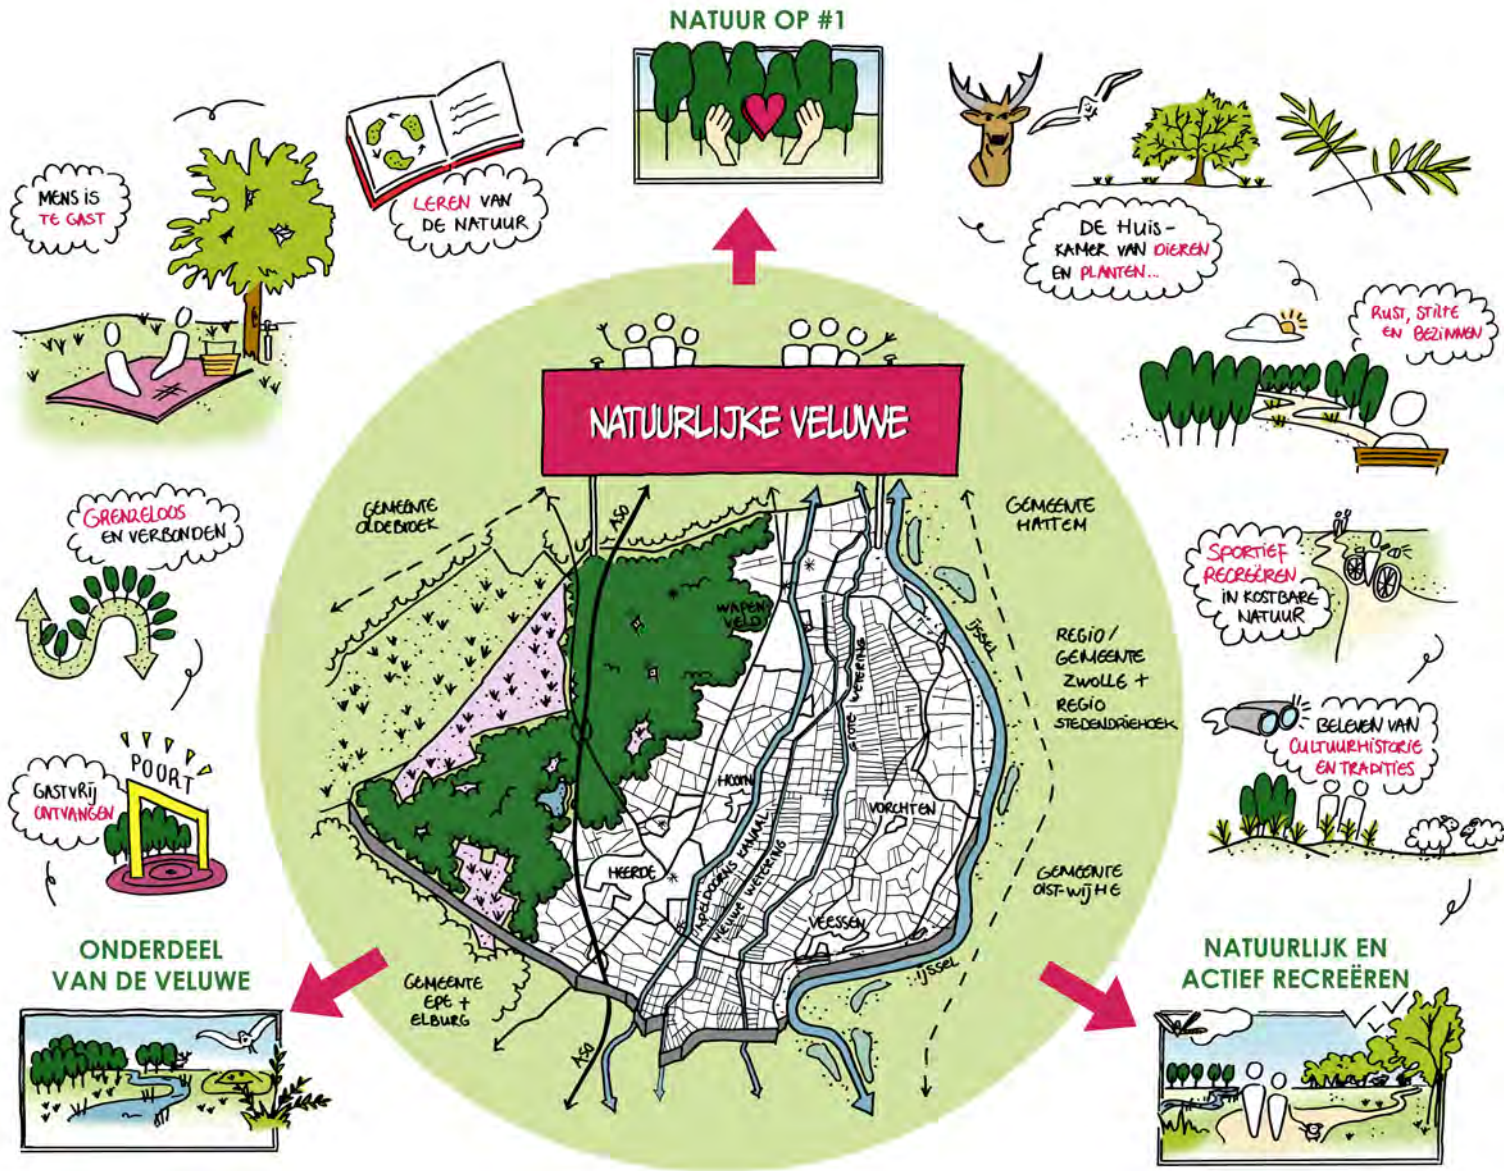 NATUUR OP #1
MENS IS
TE GAST
LEREN VAN
DE NATUUR
DE HUIS-
KAMER VAN DIEREN
EN PLANTEN...
RUST, STILTE
EN BEZINNEN
NATUURLIJKE VELUWE
GRENZELOOS
EN VERBONDEN
GEMEENTE
OLDEBROEK
A50
GEMEENTE
HATTEM
SPORTIEF
RECREËREN
IN KOSTBARE
NATUUR
WAPEN-
VELD
IJSSEL
REGIO/
GEMEENTE
ZWOLLE +
REGIO
STEDENDRIEHOEK
GROTE WETERING
BELEVEN VAN
CULTUURHISTORIE
EN TRADITIES
POORT
GASTVRIJ
ONTVANGEN
HOORN
VORCHTEN
HEERDE
APELDOORNS KANAAL
NIEUWE WETERING
VEESSEN
GEMEENTE
OLST-WIJHE
IJSSEL
ONDERDEEL
VAN DE VELUWE
GEMEENTE
EPE +
ELBURG
A50
NATUURLIJK EN
ACTIEF RECREËREN